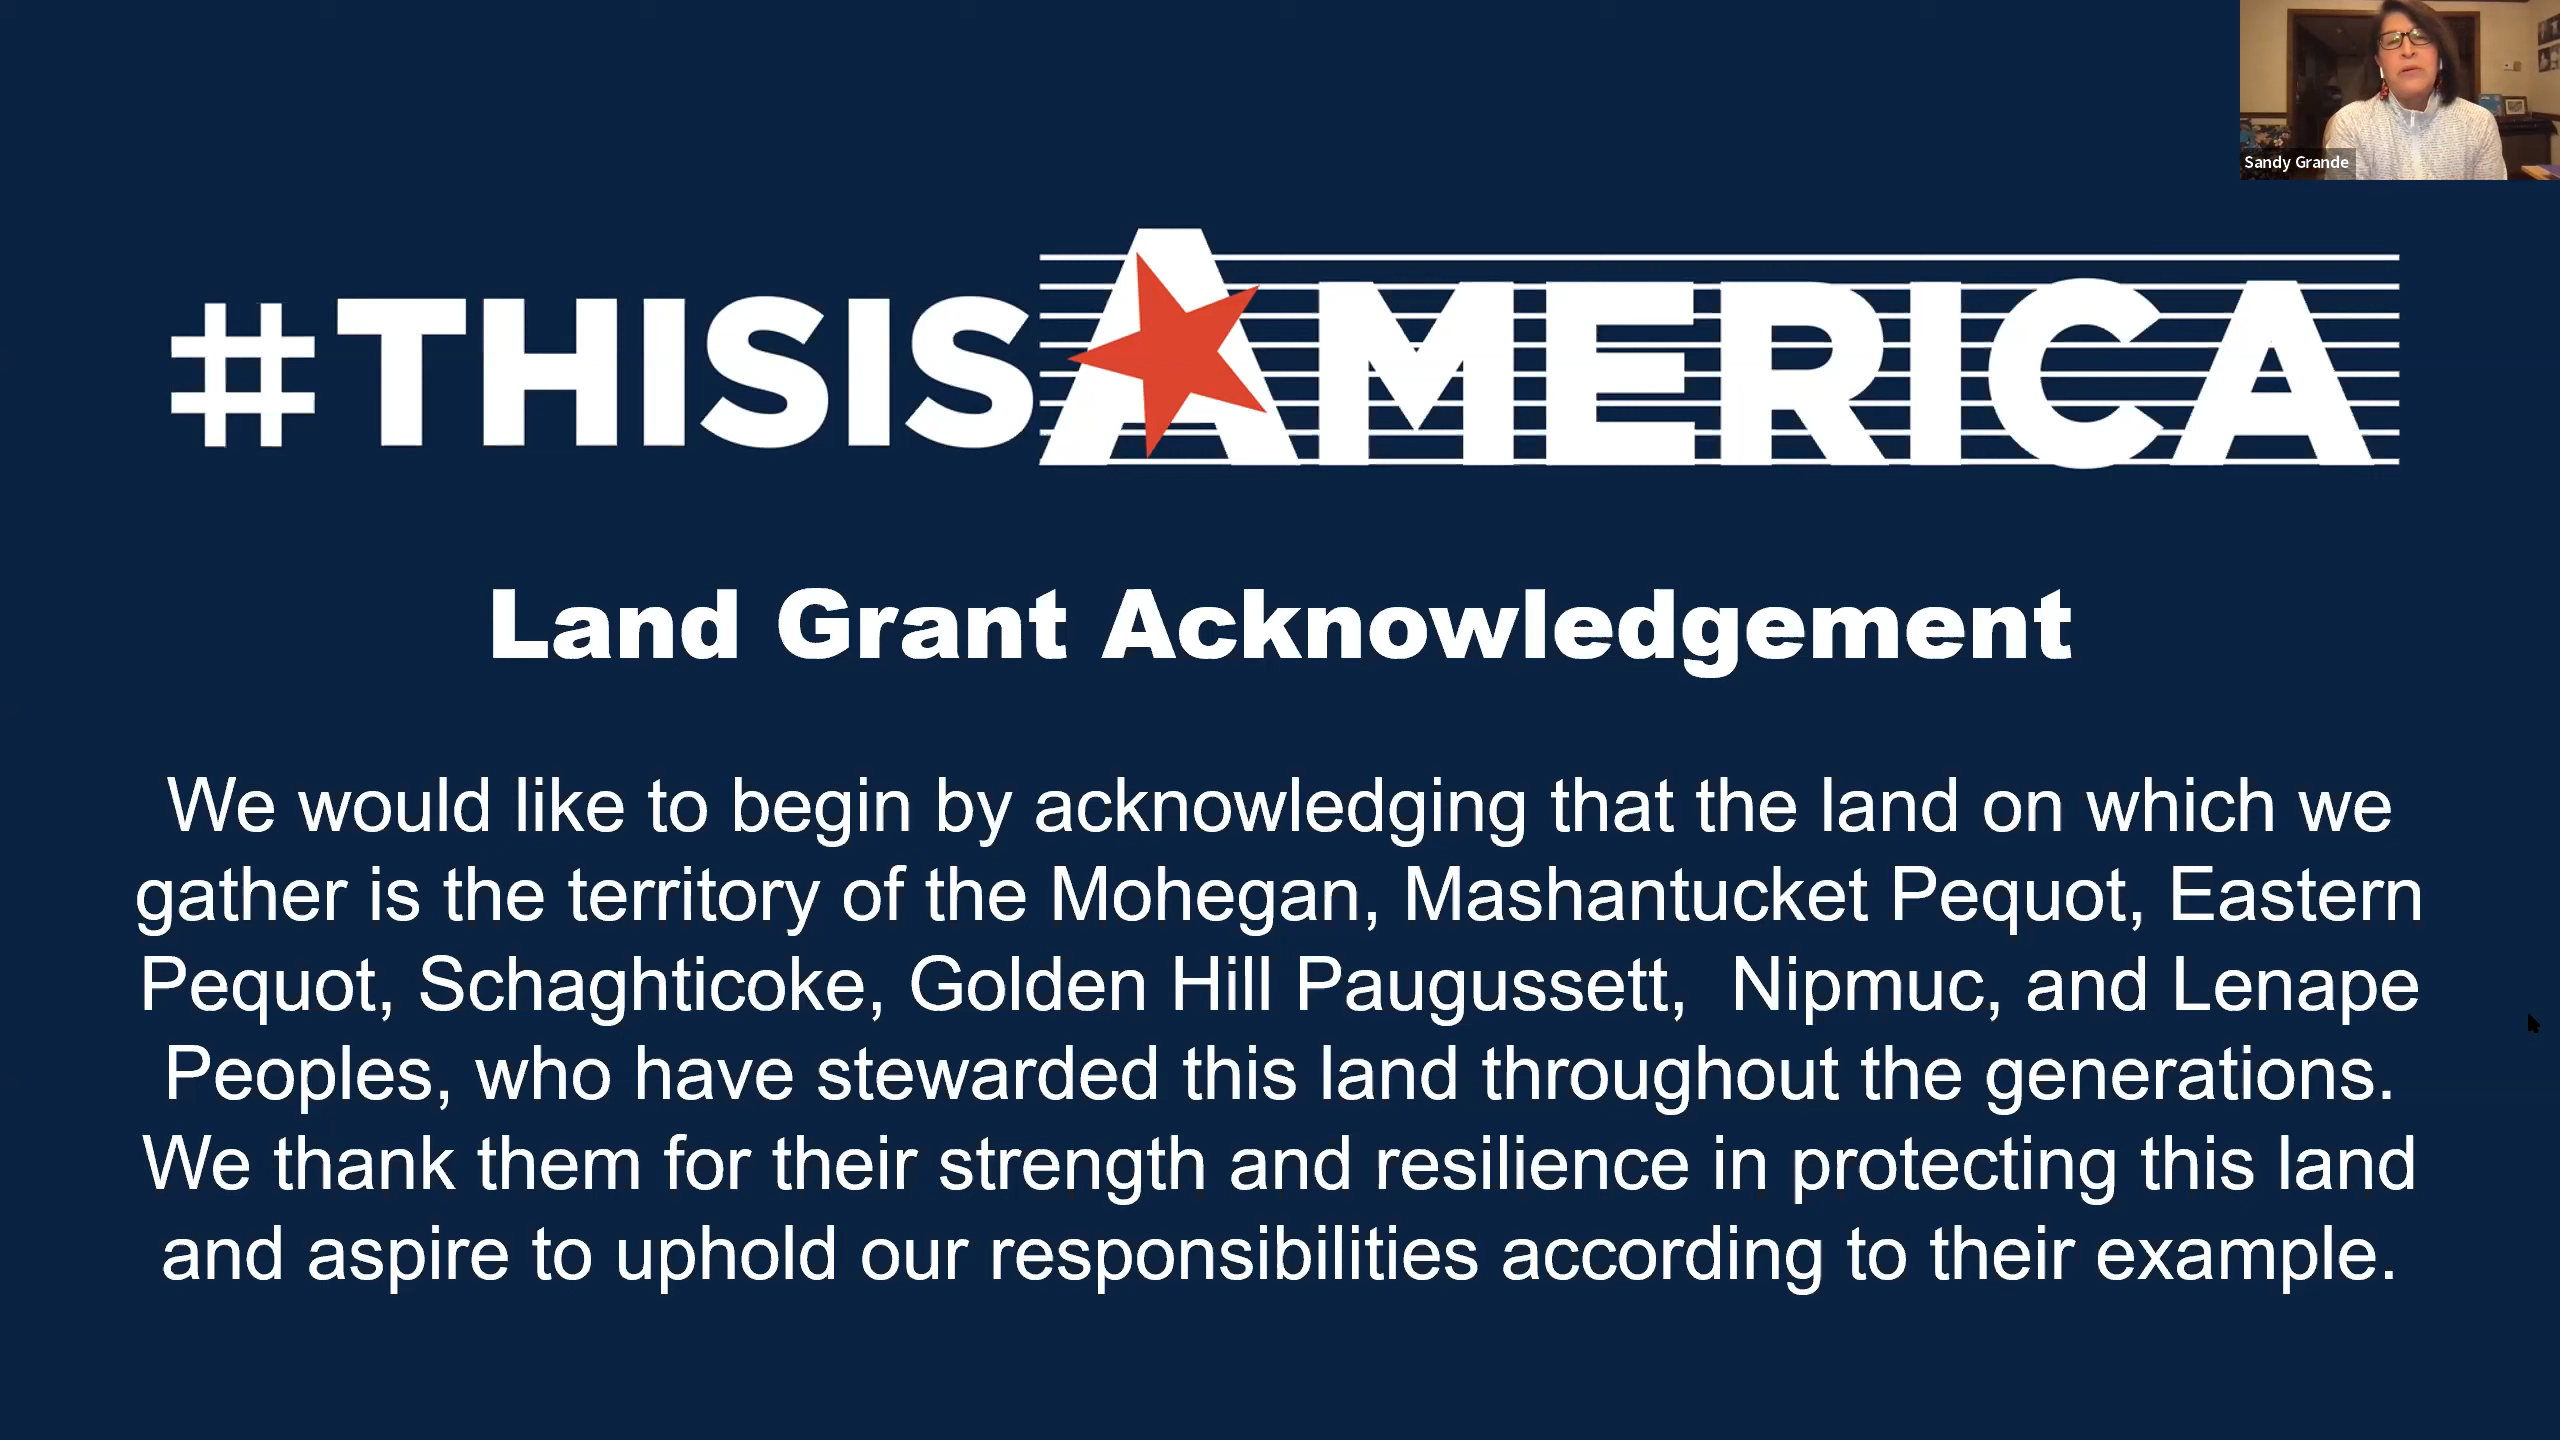 Sandy Grande
#THISISAMERICA
Land Grant Acknowledgement
We would like to begin by acknowledging that the land on which we
gather is the territory of the Mohegan, Mashantucket Pequot, Eastern
Pequot, Schaghticoke, Golden Hill Paugussett,  Nipmuc, and Lenape
Peoples, who have stewarded this land throughout the generations.
We thank them for their strength and resilience in protecting this land
and aspire to uphold our responsibilities according to their example.